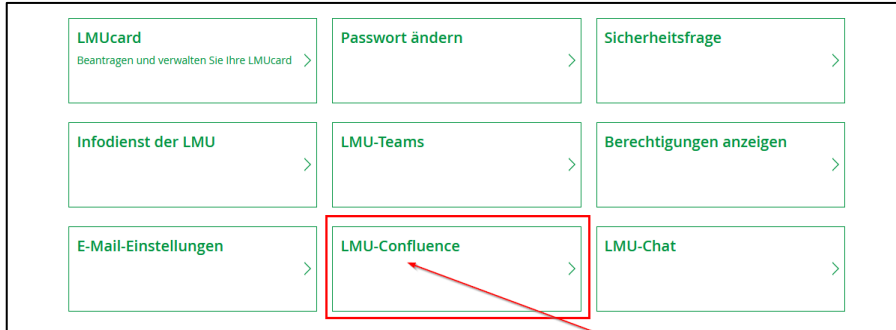 LMUcard
Beantragen und verwalten Sie Ihre LMUcard
Passwort ändern
Sicherheitsfrage
Infodienst der LMU
LMU-Teams
Berechtigungen anzeigen
E-Mail-Einstellungen
LMU-Confluence
LMU-Chat